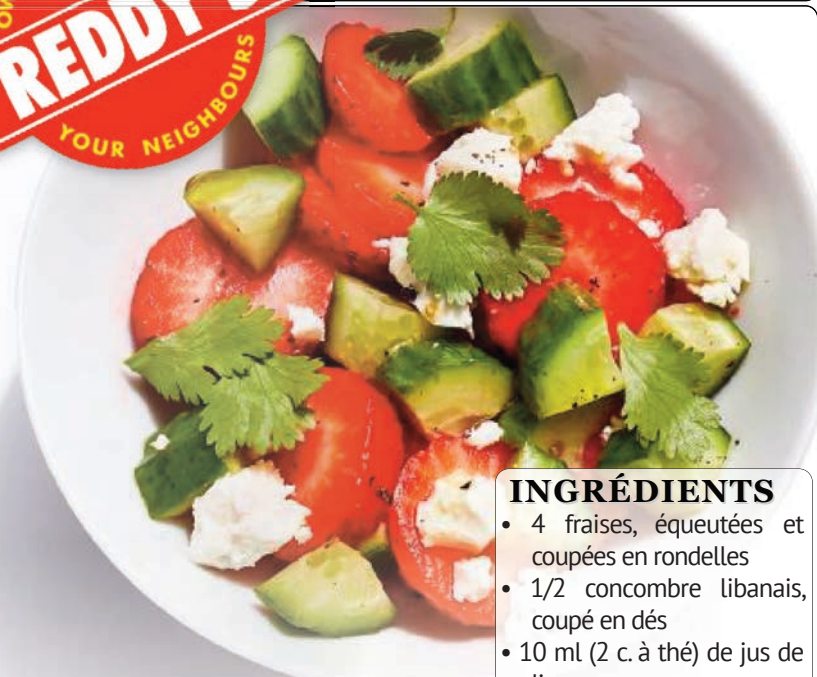 REDDY'S
YOUR NEIGHBOURS
INGRÉDIENTS
• 4 fraises, équeutées et
coupées en rondelles
• 1/2 concombre libanais,
coupé en dés
• 10 ml (2 c. à thé) de jus de